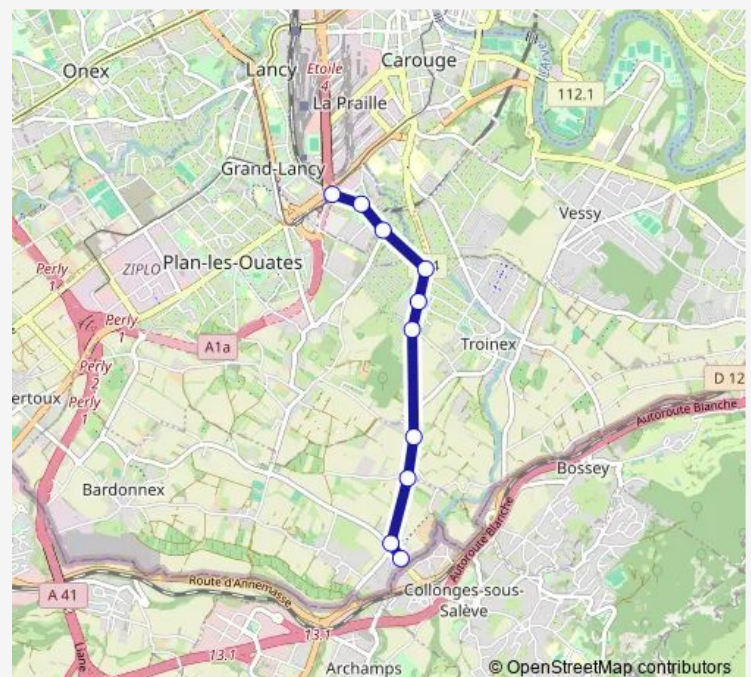 Onex
Lancy
Etoile
4
Carouge
La Praille
l'Arve
112.1
Grand-Lancy
Vessy
Perly
1
ZIPLO
Plan-les-Ouates
Perly
1
A1a
Troinex
Perly
2
Perly
1
D 12
ertoux
Autoroute Blanche
Bossey
Bardonnex
Autoroute Blanche
Route d'Annemasse
A 41
Collonges-sous-
Salève
13.1
Liane
13.1
Archamps
© OpenStreetMap contributors